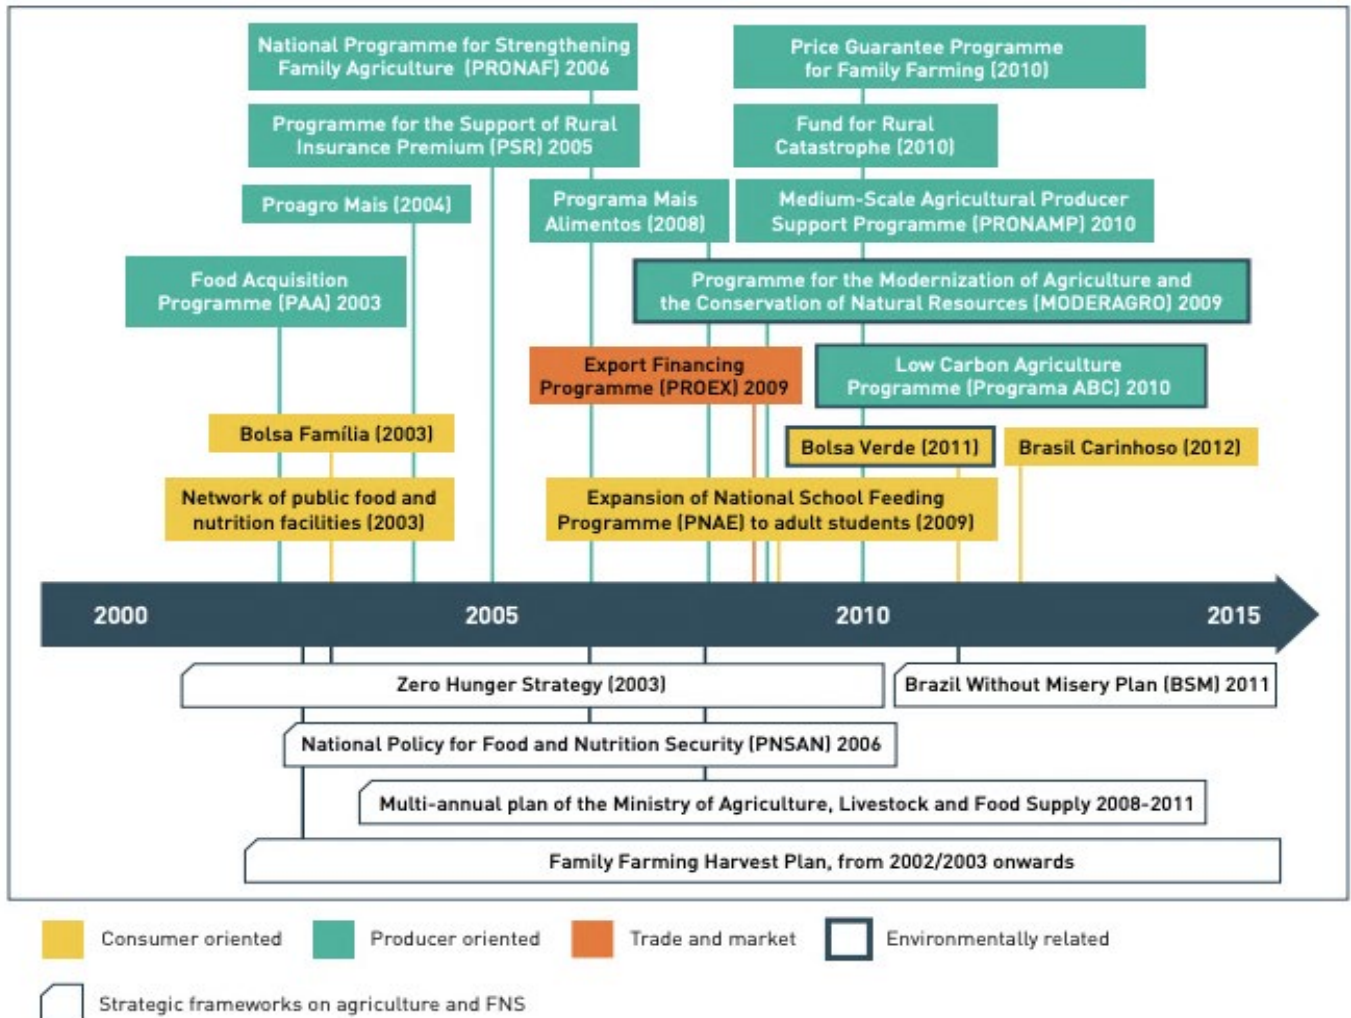 National Programme for Strengthening
Family Agriculture (PRONAF) 2006
Price Guarantee Programme
for Family Farming (2010)
Programme for the Support of Rural
Insurance Premium (PSR) 2005
Fund for Rural
Catastrophe (2010)
Proagro Mais (2004)
Programa Mais
Alimentos (2008)
Medium-Scale Agricultural Producer
Support Programme (PRONAMP) 2010
Food Acquisition
Programme (PAA) 2003
Programme for the Modernization of Agriculture and
the Conservation of Natural Resources (MODERAGRO) 2009
Export Financing
Programme (PROEX) 2009
Low Carbon Agriculture
Programme (Programa ABC) 2010
Bolsa Família (2003)
Bolsa Verde (2011)
Brasil Carinhoso (2012)
Network of public food and
nutrition facilities (2003)
Expansion of National School Feeding
Programme (PNAE) to adult students (2009)
2000 2005 2010 2015
Zero Hunger Strategy (2003)
Brazil Without Misery Plan (BSM) 2011
National Policy for Food and Nutrition Security (PNSAN) 2006
Multi-annual plan of the Ministry of Agriculture, Livestock and Food Supply 2008-2011
Family Farming Harvest Plan, from 2002/2003 onwards
Consumer oriented
Producer oriented
Trade and market
Environmentally related
Strategic frameworks on agriculture and FNS